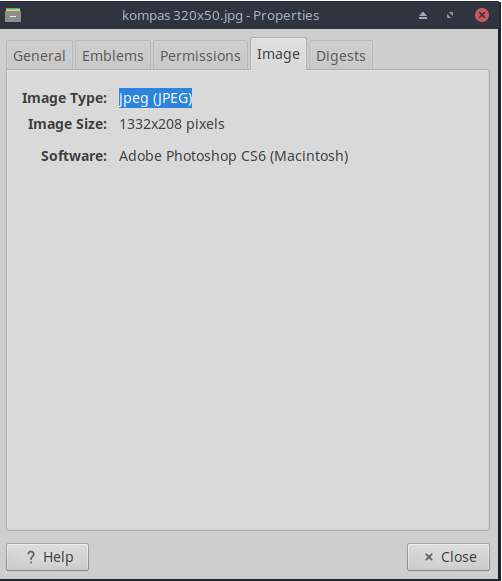 kompas 320x50.jpg - Properties
General Emblems Permissions Image Digests
Image Type: jpeg (JPEG)
Image Size: 1332x208 pixels
Software: Adobe Photoshop CS6 (Macintosh)
? Help × Close